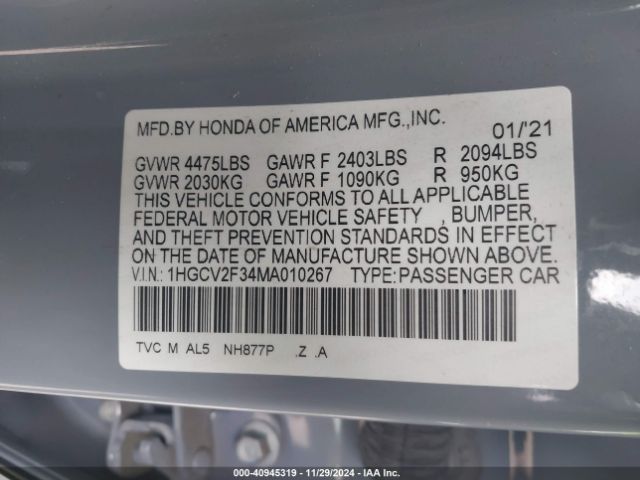 MFD.BY HONDA OF AMERICA MFG.,INC. 01/'21
GVWR 4475LBS GAWR F 2403LBS R 2094LBS
GVWR 2030KG GAWR F 1090KG R 950KG
THIS VEHICLE CONFORMS TO ALL APPLICABLE
FEDERAL MOTOR VEHICLE SAFETY , BUMPER,
AND THEFT PREVENTION STANDARDS IN EFFECT
ON THE DATE OF MANUFACTURE SHOWN ABOVE.
V.I.N.: 1HGCV2F34MA010267 TYPE:PASSENGER CAR
TVC M AL5 NH877P .Z .A
000-40945319 - 11/29/2024 - IAA Inc.